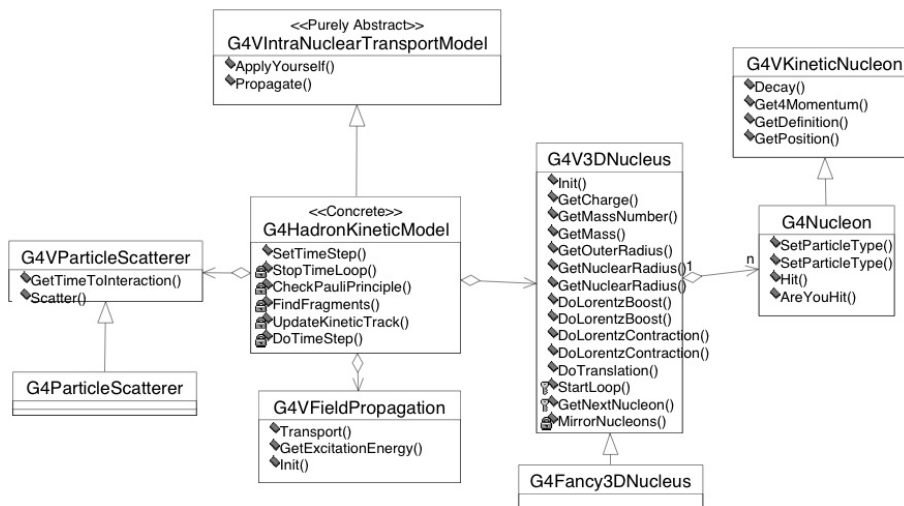 <<Purely Abstract>>
G4VIntraNuclearTransportModel
ApplyYourself()
Propagate()
G4VKineticNucleon
Decay()
Get4Momentum()
GetDefinition()
GetPosition()
G4V3DNucleus
Init()
GetCharge()
GetMassNumber()
GetMass()
GetOuterRadius()
GetNuclearRadius()
GetNuclearRadius()
DoLorentzBoost()
DoLorentzBoost()
DoLorentzContraction()
DoLorentzContraction()
DoTranslation()
StartLoop()
GetNextNucleon()
MirrorNucleons()
1
n
G4Nucleon
SetParticleType()
SetParticleType()
Hit()
AreYouHit()
<<Concrete>>
G4HadronKineticModel
SetTimeStep()
StopTimeLoop()
CheckPauliPrinciple()
FindFragments()
UpdateKineticTrack()
DoTimeStep()
G4VParticleScatterer
GetTimeToInteraction()
Scatter()
G4ParticleScatterer
G4VFieldPropagation
Transport()
GetExcitationEnergy()
Init()
G4Fancy3DNucleus